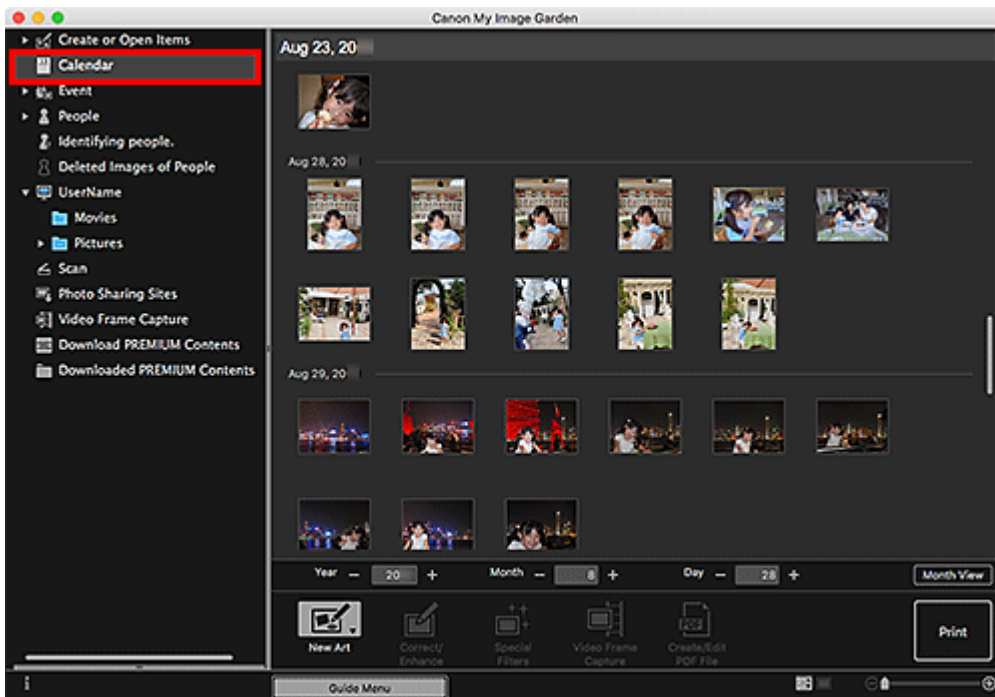 Canon My Image Garden
Create or Open Items
Calendar
Event
People
Identifying people.
Deleted Images of People
UserName
Movies
Pictures
Scan
Photo Sharing Sites
Video Frame Capture
Download PREMIUM Contents
Downloaded PREMIUM Contents
Aug 23, 20
Aug 28, 20
Aug 29, 20
Year − 20 + Month − 8 + Day − 28 + Month View
New Art
Correct/
Enhance
Special
Filters
Video Frame
Capture
PDF
Create/Edit
PDF File
Print
Guide Menu